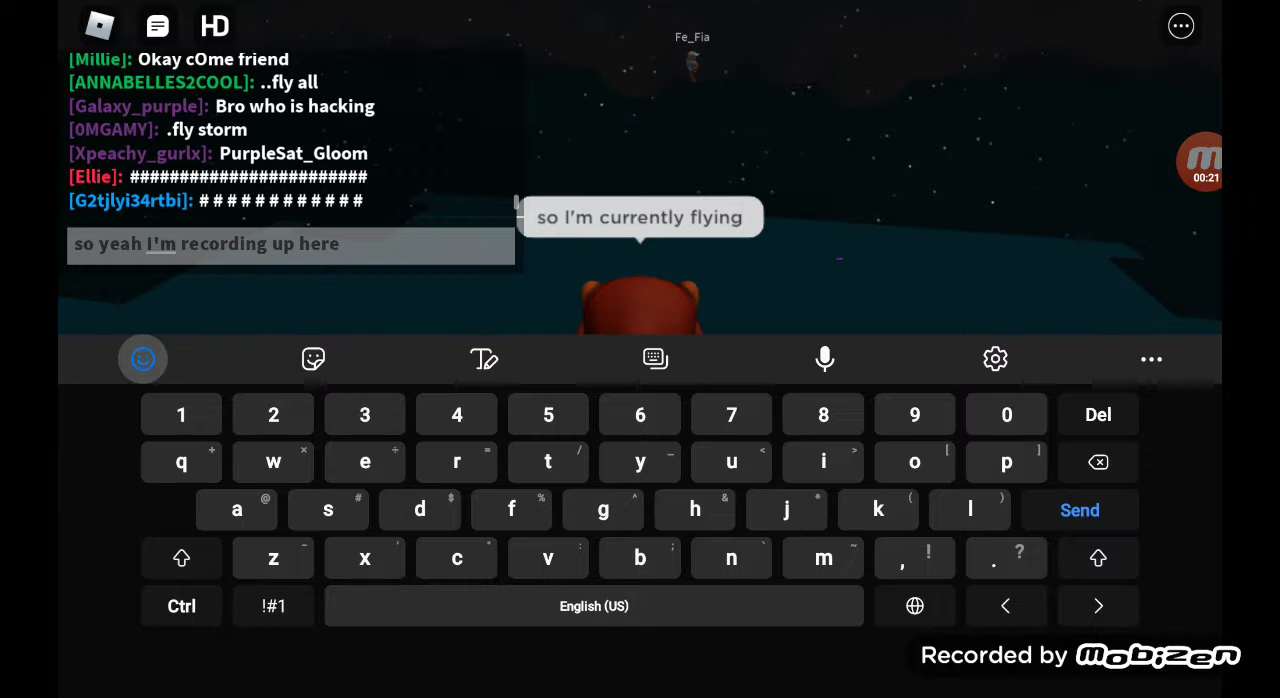 HD
Fe_Fia
[Millie]: Okay cOme friend
[ANNABELLES2COOL]: ..fly all
[Galaxy_purple]: Bro who is hacking
[0MGAMY]: .fly storm
[Xpeachy_gurlx]: PurpleSat_Gloom
[Ellie]: ########################
[G2tjlyi34rtbi]: # # # # # # # # # # # #
00:21
so I'm currently flying
so yeah I'm recording up here
1 2 3 4 5 6 7 8 9 0 Del
q + w × e ÷ r = t / y _ u < i > o [ p ]
a @ s # d $ f % g ^ h & j * k ( l ) Send
z - x ' c " v : b ; n ` m ~ , ! . ?
Ctrl !#1 English (US) < >
Recorded by mobizen